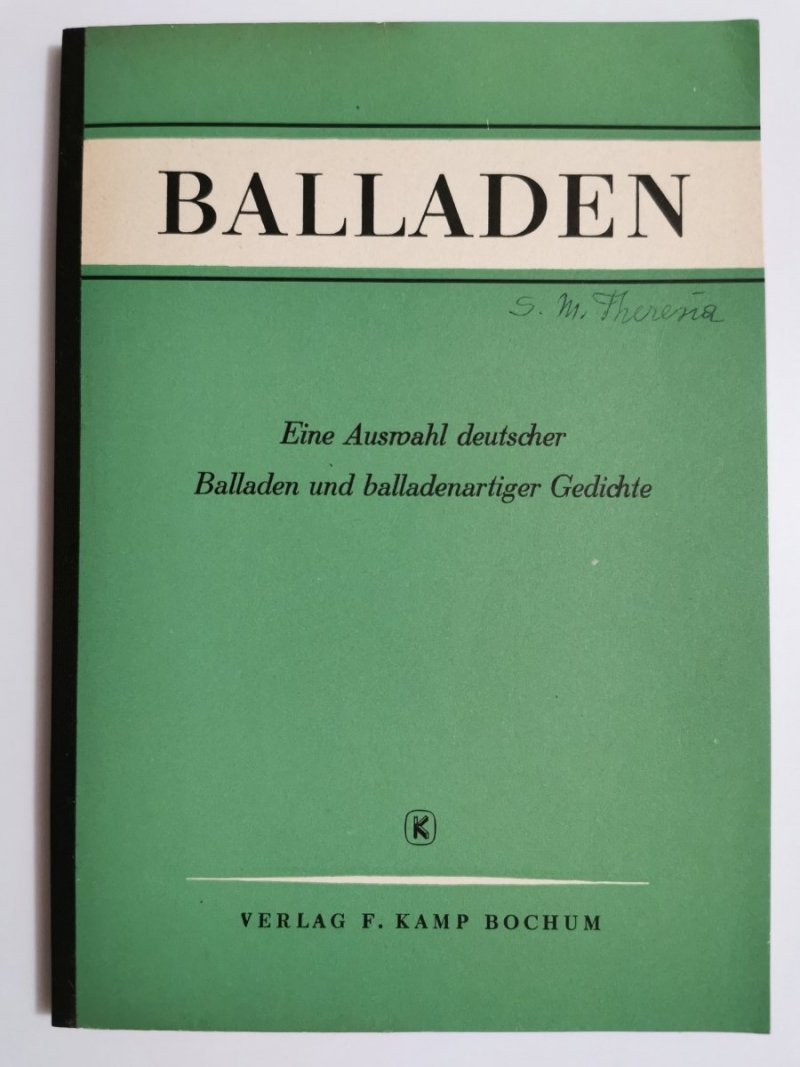 BALLADEN
S. M. Theresia
Eine Auswahl deutscher
Balladen und balladenartiger Gedichte
K
VERLAG F. KAMP BOCHUM